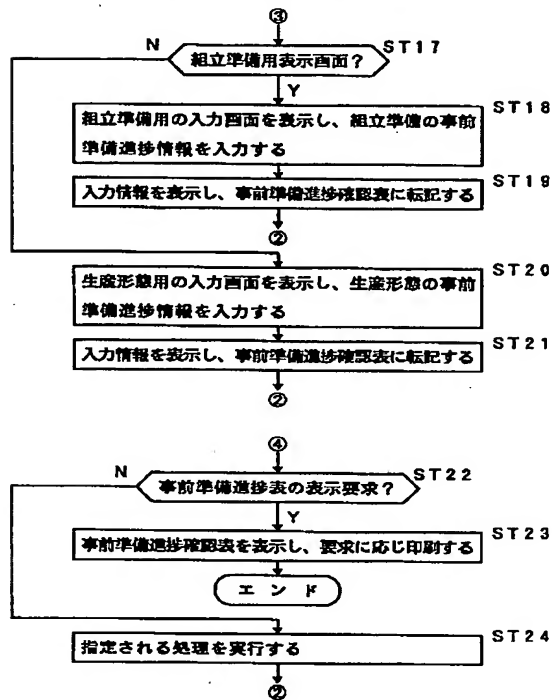 ③
N
組立準備用表示画面？
ST17
Y
組立準備用の入力画面を表示し、組立準備の事前
準備進捗情報を入力する
ST18
入力情報を表示し、事前準備進捗確認表に転記する
ST19
②
生産形態用の入力画面を表示し、生産形態の事前
準備進捗情報を入力する
ST20
入力情報を表示し、事前準備進捗確認表に転記する
ST21
②
④
N
事前準備進捗表の表示要求？
ST22
Y
事前準備進捗確認表を表示し、要求に応じ印刷する
ST23
エンド
指定される処理を実行する
ST24
②